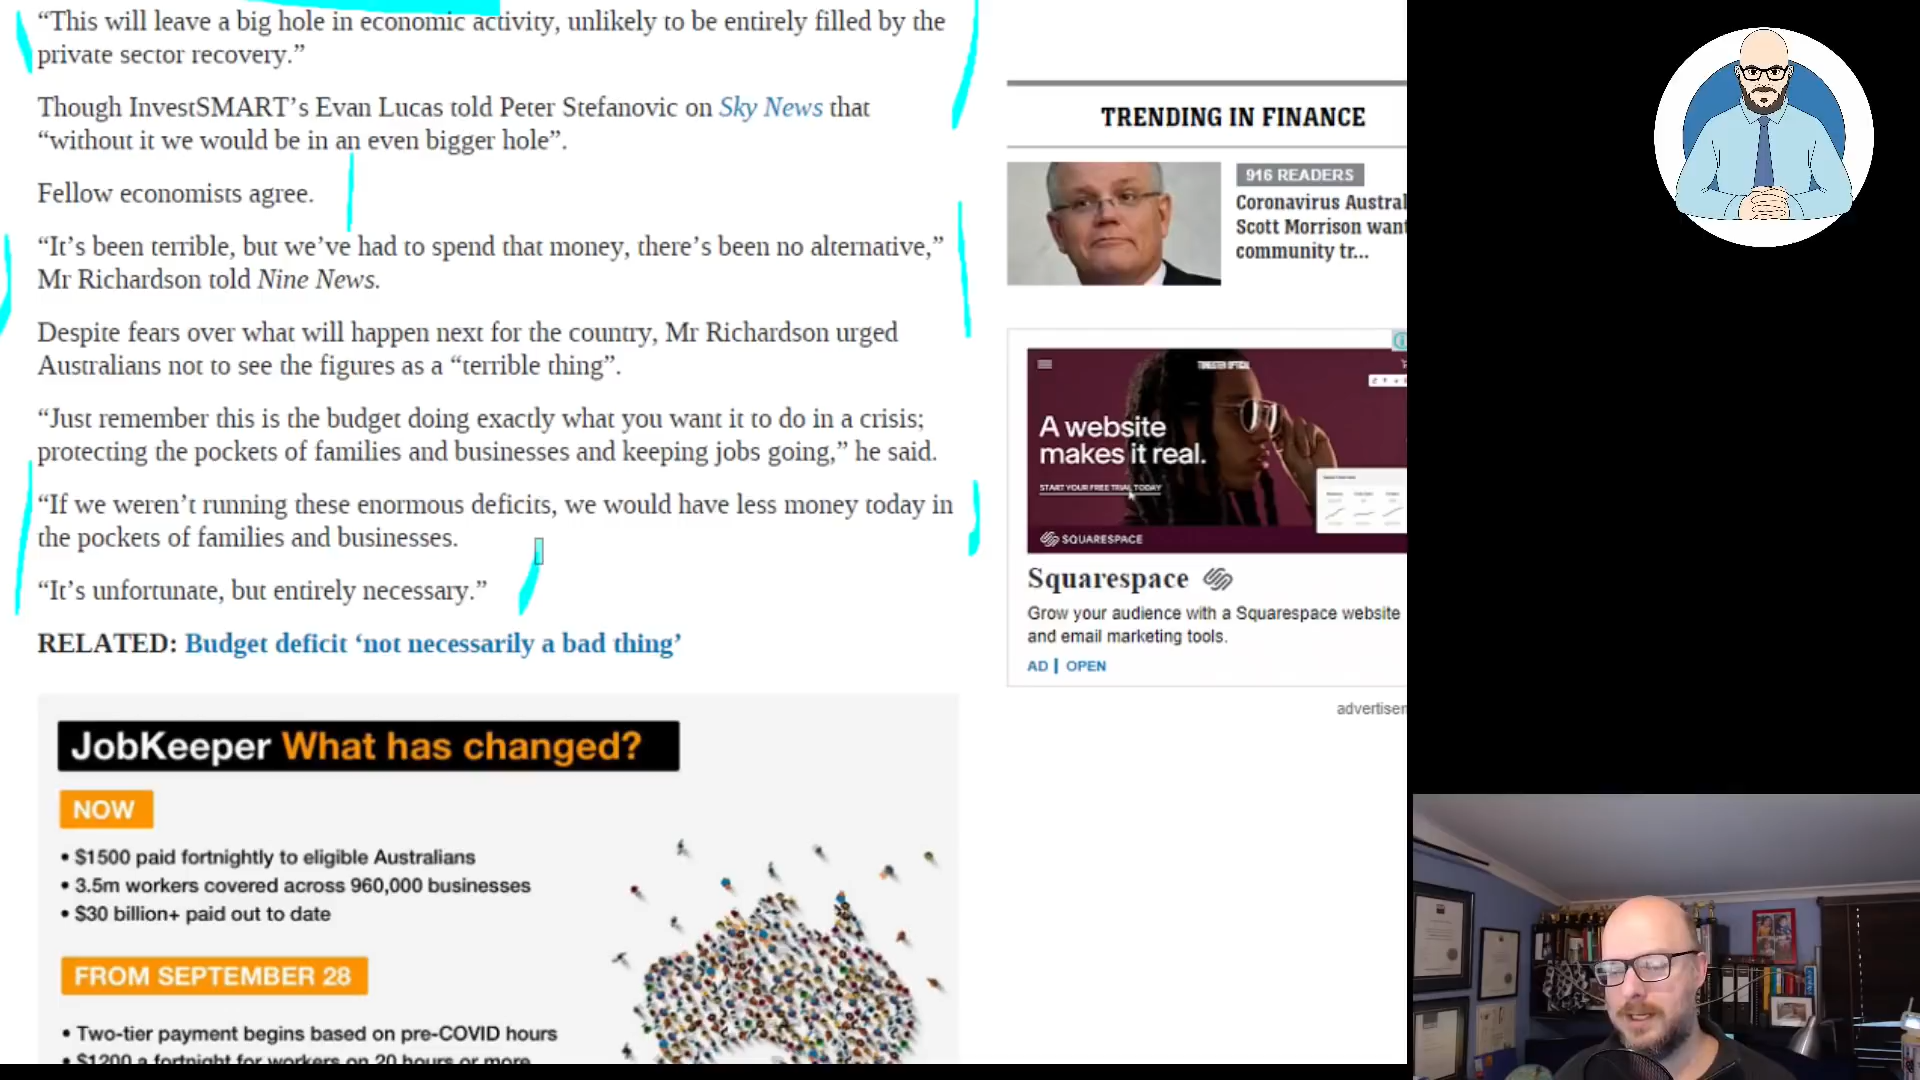 “This will leave a big hole in economic activity, unlikely to be entirely filled by the
private sector recovery.”
Though InvestSMART’s Evan Lucas told Peter Stefanovic on Sky News that
“without it we would be in an even bigger hole”.
Fellow economists agree.
“It’s been terrible, but we’ve had to spend that money, there’s been no alternative,”
Mr Richardson told Nine News.
Despite fears over what will happen next for the country, Mr Richardson urged
Australians not to see the figures as a “terrible thing”.
“Just remember this is the budget doing exactly what you want it to do in a crisis;
protecting the pockets of families and businesses and keeping jobs going,” he said.
“If we weren’t running these enormous deficits, we would have less money today in
the pockets of families and businesses.
“It’s unfortunate, but entirely necessary.”
RELATED: Budget deficit ‘not necessarily a bad thing’
JobKeeper What has changed?
NOW
• $1500 paid fortnightly to eligible Australians
• 3.5m workers covered across 960,000 businesses
• $30 billion+ paid out to date
FROM SEPTEMBER 28
• Two-tier payment begins based on pre-COVID hours
• $1200 a fortnight for workers on 20 hours or more
TRENDING IN FINANCE
916 READERS
Coronavirus Austral
Scott Morrison want
community tr...
A website
makes it real.
START YOUR FREE TRIAL TODAY
SQUARESPACE
Squarespace
Grow your audience with a Squarespace website
and email marketing tools.
AD | OPEN
advertisem